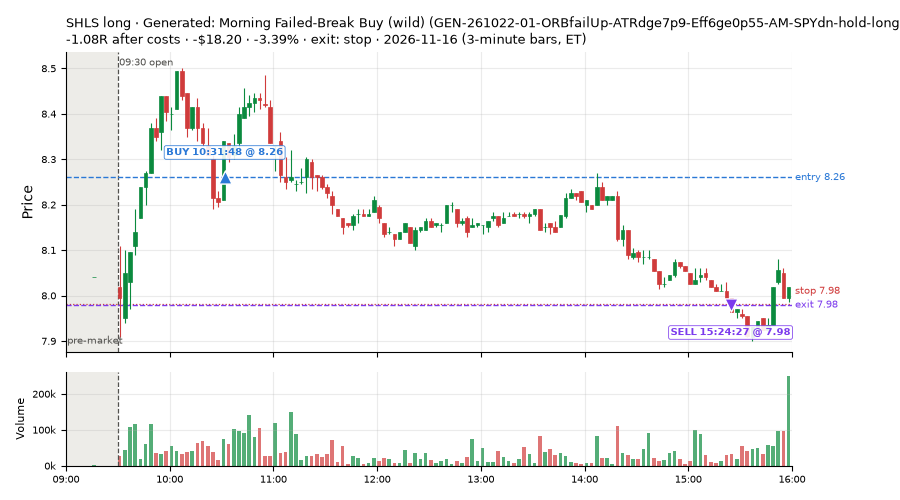 SHLS long · Generated: Morning Failed-Break Buy (wild) (GEN-261022-01-ORBfailUp-ATRdge7p9-Eff6ge0p55-AM-SPYdn-hold-long
-1.08R after costs · -$18.20 · -3.39% · exit: stop · 2026-11-16 (3-minute bars, ET)
09:30 open
8.5
8.4
BUY 10:31:48 @ 8.26
8.3
entry 8.26
8.2
Price
8.1
8.0
stop 7.98
exit 7.98
SELL 15:24:27 @ 7.98
pre-market
7.9
200k
Volume
100k
0k
09:00 10:00 11:00 12:00 13:00 14:00 15:00 16:00